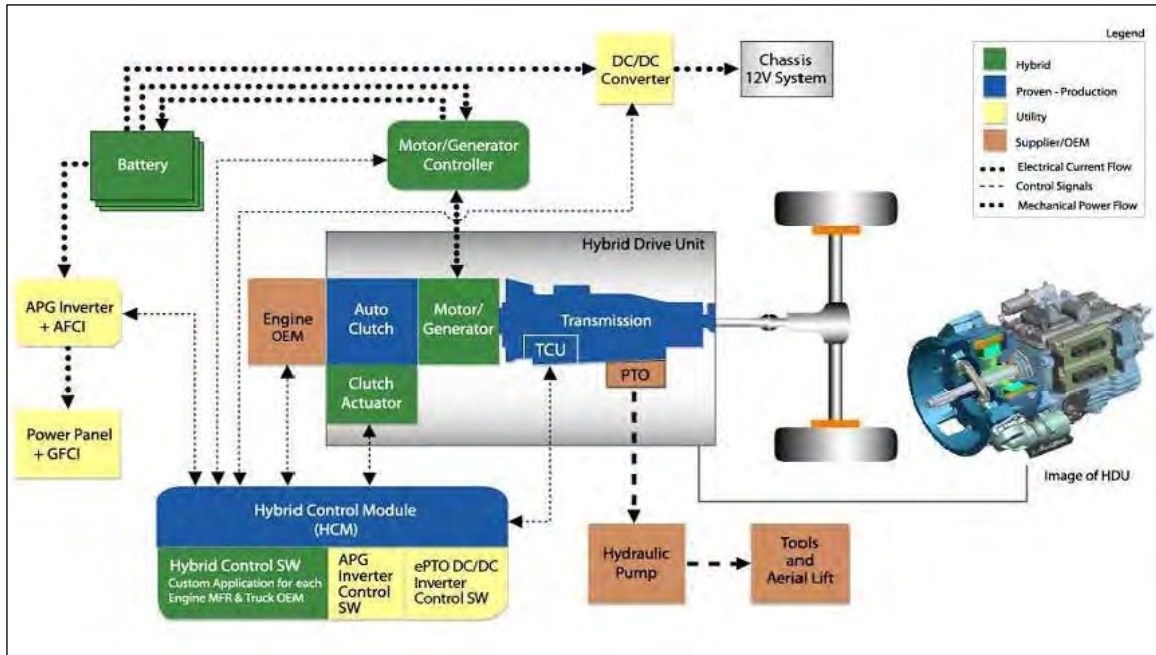 Legend
Hybrid
Proven - Production
Utility
Supplier/OEM
Electrical Current Flow
Control Signals
Mechanical Power Flow
DC/DC
Converter
Chassis
12V System
Battery
Motor/Generator
Controller
Hybrid Drive Unit
APG Inverter
+ AFCI
Engine
OEM
Auto
Clutch
Motor/
Generator
Transmission
TCU
PTO
Clutch
Actuator
Power Panel
+ GFCI
Image of HDU
Hybrid Control Module
(HCM)
Hybrid Control SW
Custom Application for each
Engine MFR & Truck OEM
APG
Inverter
Control
SW
ePTO DC/DC
Inverter
Control SW
Hydraulic
Pump
Tools
and
Aerial Lift